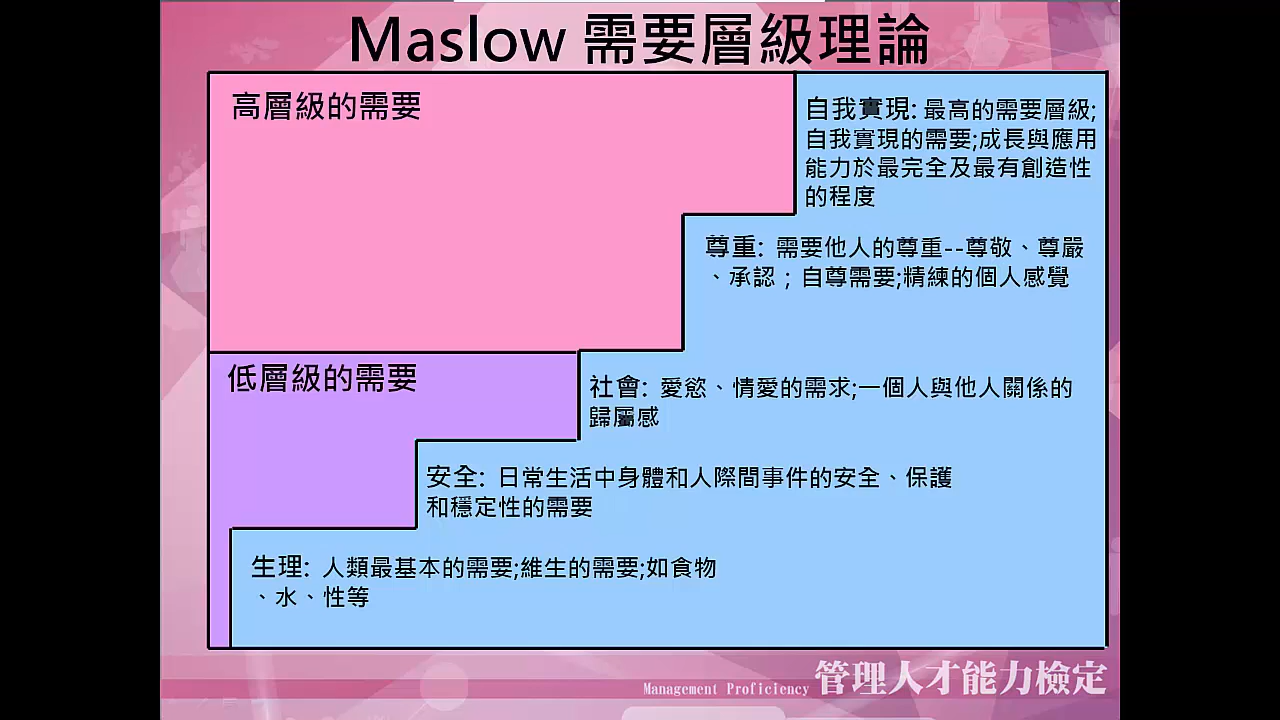 Maslow 需要層級理論
高層級的需要
自我實現: 最高的需要層級;
自我實現的需要;成長與應用
能力於最完全及最有創造性
的程度
尊重: 需要他人的尊重--尊敬、尊嚴
、承認；自尊需要;精練的個人感覺
低層級的需要
社會: 愛慾、情愛的需求;一個人與他人關係的
歸屬感
安全: 日常生活中身體和人際間事件的安全、保護
和穩定性的需要
生理: 人類最基本的需要;維生的需要;如食物
、水、性等
Management Proficiency 管理人才能力檢定